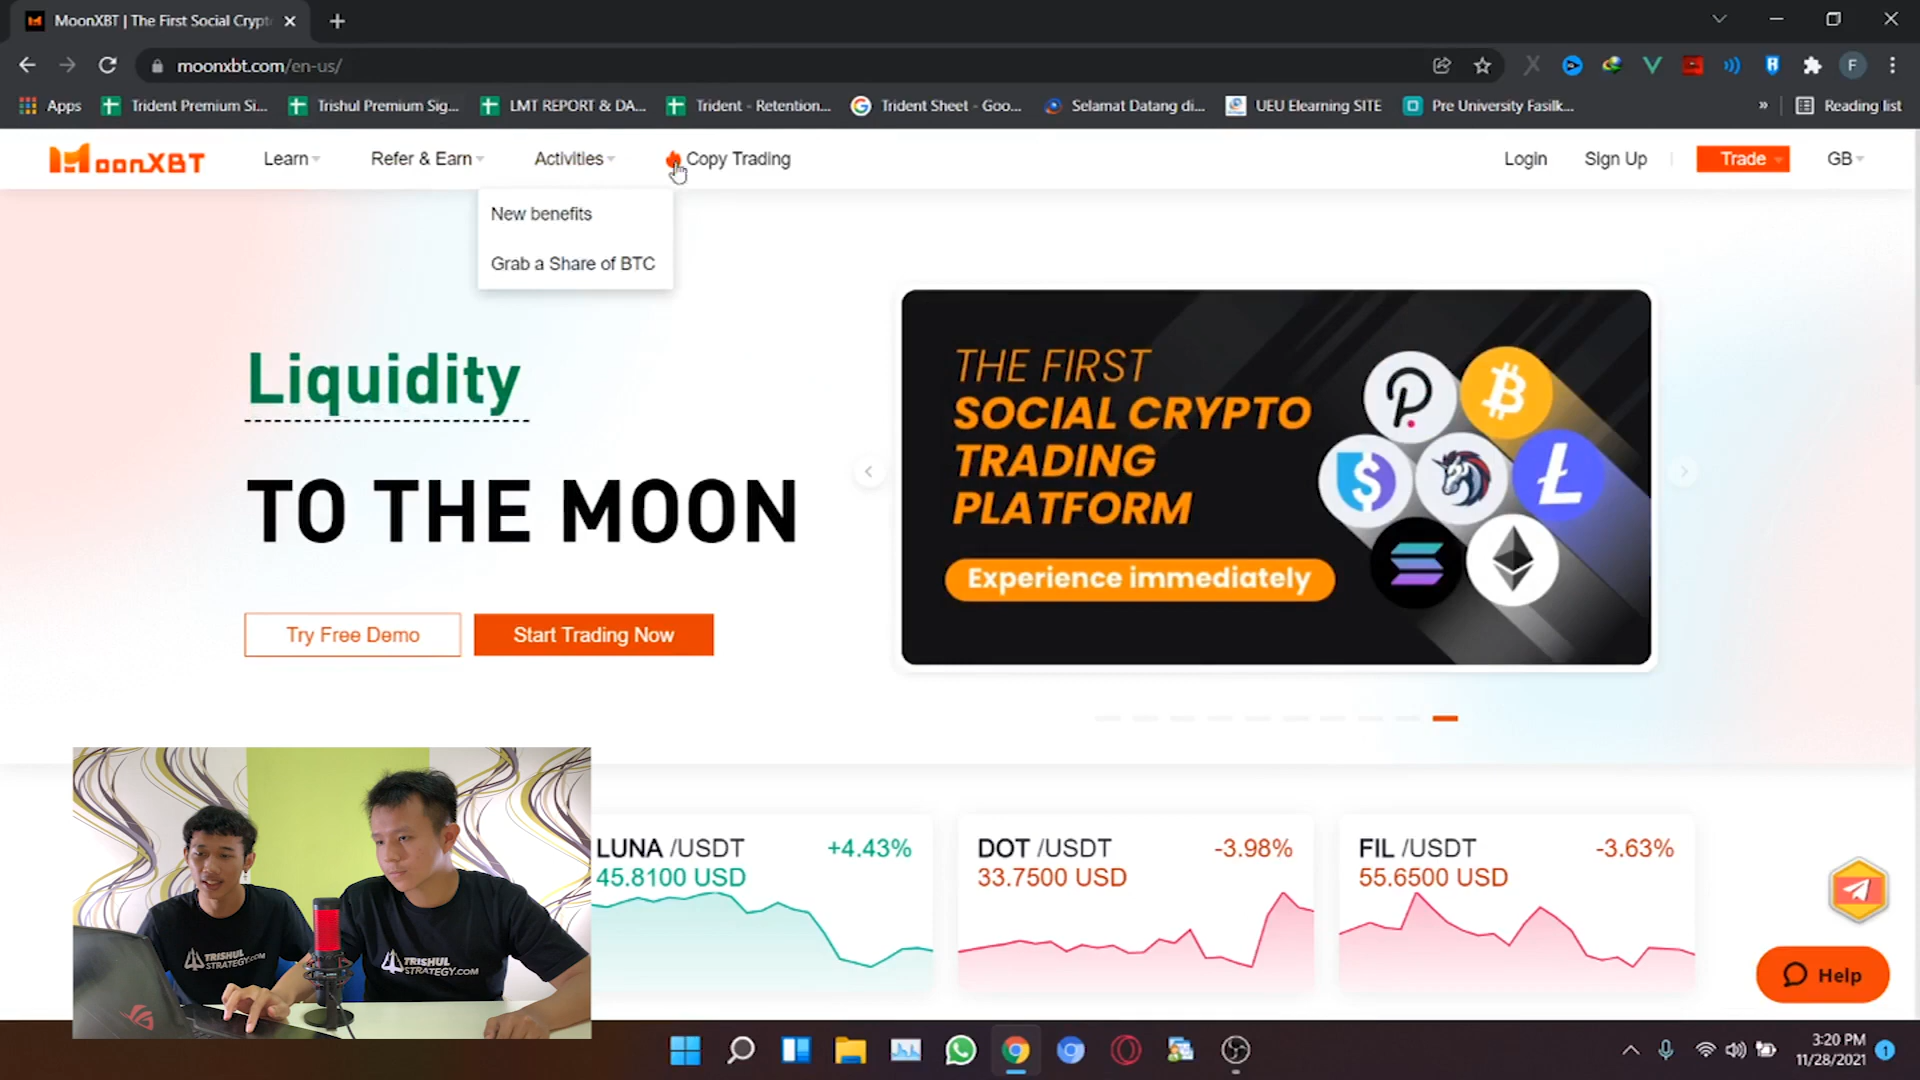 MoonXBT | The First Social Crypt
moonxbt.com/en-us/
F
Apps
Trident Premium Si...
Trishul Premium Sig...
LMT REPORT & DA...
Trident - Retention...
Trident Sheet - Goo...
Selamat Datang di...
UEU Elearning SITE
Pre University Fasilk...
»
Reading list
MoonXBT
Learn
Refer & Earn
Activities
Copy Trading
Login
Sign Up
Trade
GB
New benefits
Grab a Share of BTC
Liquidity
TO THE MOON
Try Free Demo
Start Trading Now
THE FIRST
SOCIAL CRYPTO
TRADING
PLATFORM
Experience immediately
LUNA /USDT
+4.43%
45.8100 USD
DOT /USDT
-3.98%
33.7500 USD
FIL /USDT
-3.63%
55.6500 USD
TRISHUL
STRATEGY.COM
TRISHUL
STRATEGY.COM
Help
3:20 PM
11/28/2021
1